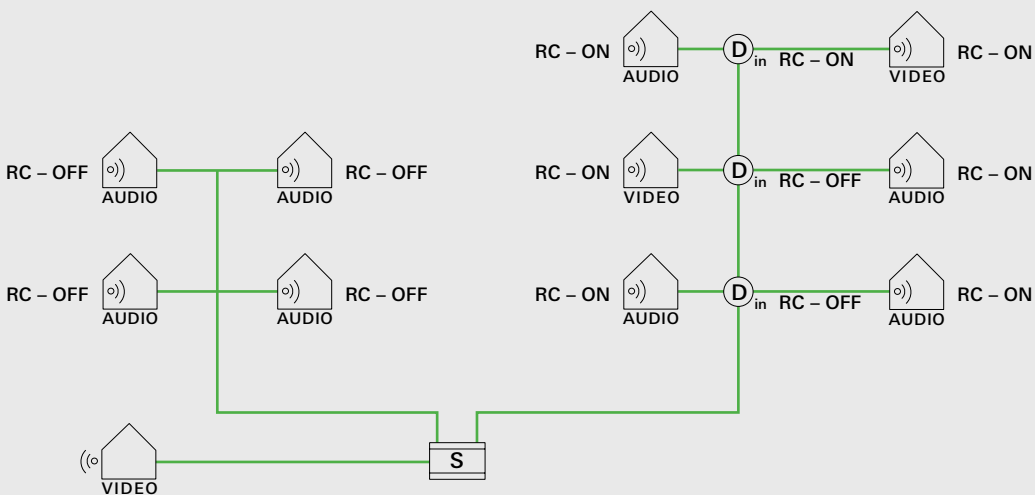 RC – ON
AUDIO
D
in
RC – ON
VIDEO
RC – ON
RC – OFF
AUDIO
AUDIO
RC – OFF
RC – ON
VIDEO
D
in
RC – OFF
AUDIO
RC – ON
RC – OFF
AUDIO
AUDIO
RC – OFF
RC – ON
AUDIO
D
in
RC – OFF
AUDIO
RC – ON
VIDEO
S